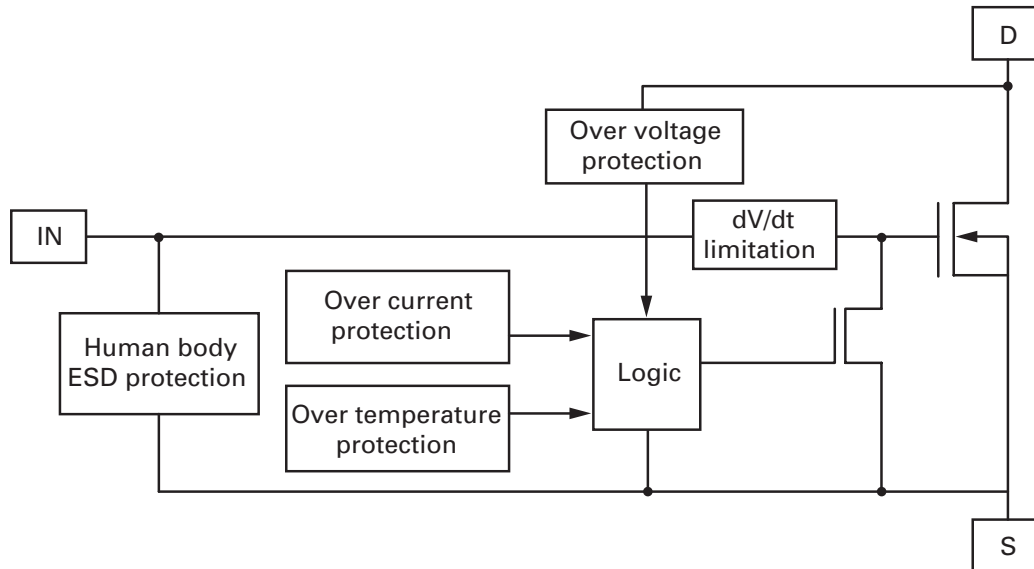 D
Over voltage
protection
IN
dV/dt
limitation
Over current
protection
Human body
ESD protection
Logic
Over temperature
protection
S